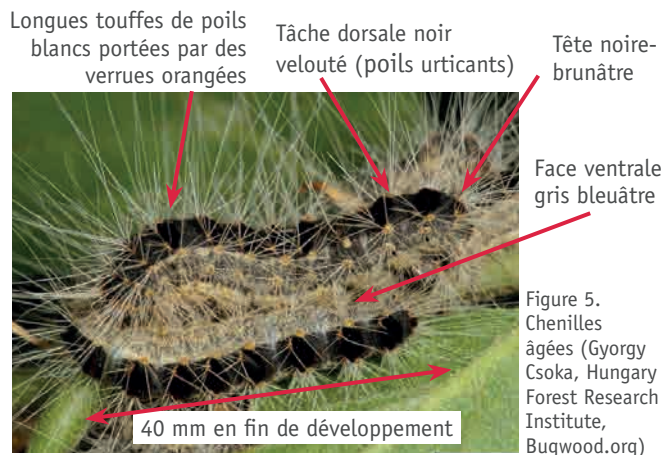 Longues touffes de poils
blancs portées par des
verrues orangées
Tâche dorsale noir
velouté (poils urticants)
Tête noire-
brunâtre
Face ventrale
gris bleuâtre
40 mm en fin de développement
Figure 5.
Chenilles
âgées (Gyorgy
Csoka, Hungary
Forest Research
Institute,
Bugwood.org)